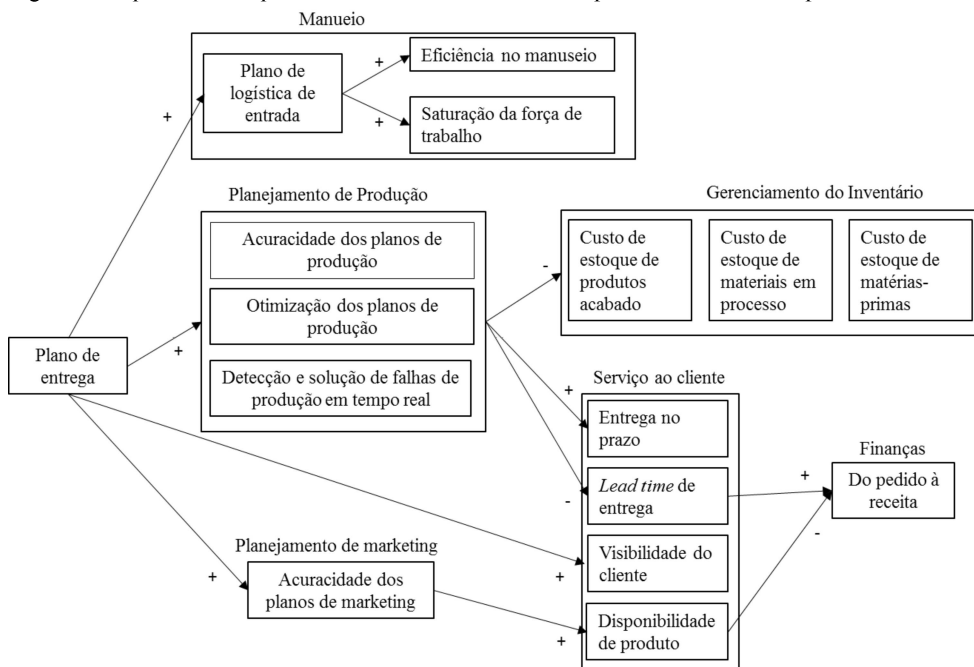 Manueio
Plano de
logística de
entrada
+
+
+
Eficiência no manuseio
Saturação da força de
trabalho
Planejamento de Produção
Acuracidade dos planos de
produção
Otimização dos planos de
produção
Detecção e solução de falhas de
produção em tempo real
Gerenciamento do Inventário
Custo de
estoque de
produtos
acabado
Custo de
estoque de
materiais em
processo
Custo de
estoque de
matérias-
primas
-
Plano de
entrega
+
Serviço ao cliente
+
Entrega no
prazo
-
Lead time de
entrega
Visibilidade do
cliente
+
Disponibilidade
de produto
+
Finanças
Do pedido à
receita
+
-
Planejamento de marketing
+
Acuracidade dos
planos de marketing